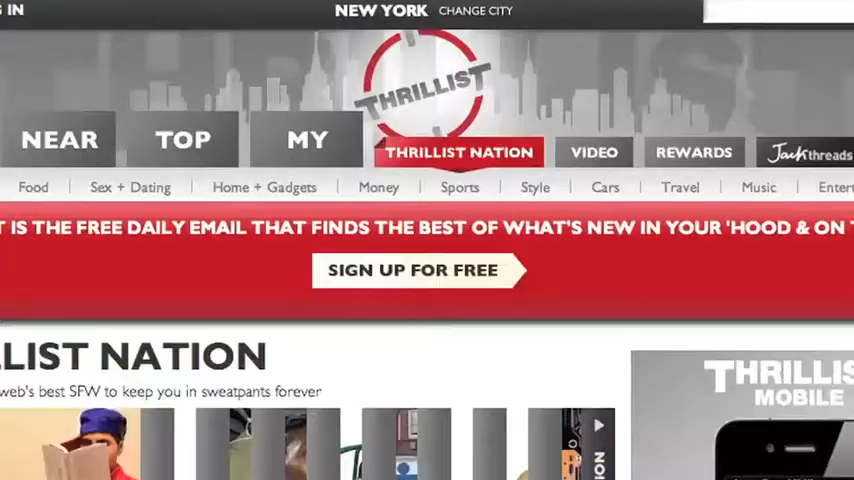 IN
NEW YORK CHANGE CITY
THRILLIST
NEAR TOP MY THRILLIST NATION VIDEO REWARDS Jackthreads
Food | Sex + Dating | Home + Gadgets | Money | Sports | Style | Cars | Travel | Music | Entert
T IS THE FREE DAILY EMAIL THAT FINDS THE BEST OF WHAT'S NEW IN YOUR 'HOOD & ON T
SIGN UP FOR FREE
LLIST NATION
web's best SFW to keep you in sweatpants forever
THRILLIS
MOBILE
ION